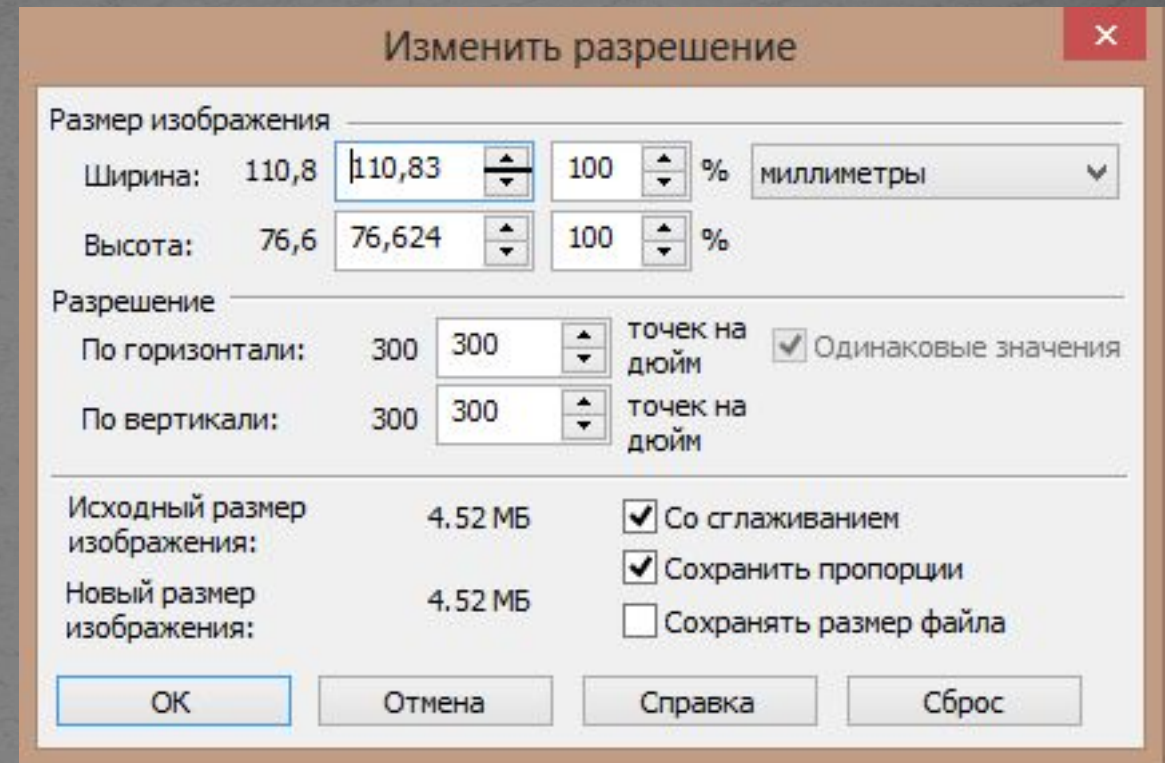 Изменить разрешение
Размер изображения
Ширина: 110,8 110,83 100 % миллиметры
Высота: 76,6 76,624 100 %
Разрешение
По горизонтали: 300 300 точек на дюйм Одинаковые значения
По вертикали: 300 300 точек на дюйм
Исходный размер изображения: 4.52 МБ Со сглаживанием
Сохранить пропорции
Новый размер изображения: 4.52 МБ Сохранять размер файла
ОК Отмена Справка Сброс